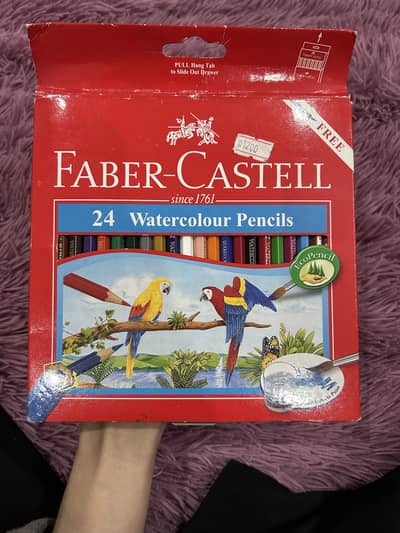 PULL Hang Tab
to Slide Out Drawer
FREE
FABER-CASTELL
since 1761
24 Watercolour Pencils
EcoPencil